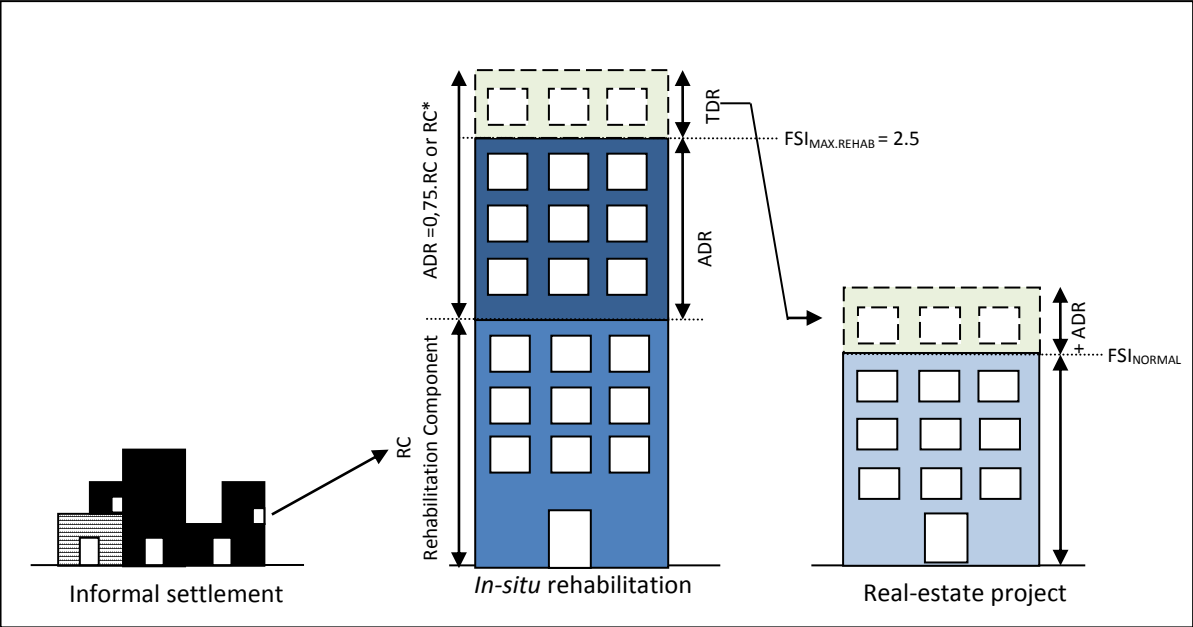 ADR =0,75.RC or RC*
TDR
FSIMAX.REHAB = 2.5
ADR
+ ADR
FSINORMAL
RC
Rehabilitation Component
Informal settlement
In-situ rehabilitation
Real-estate project